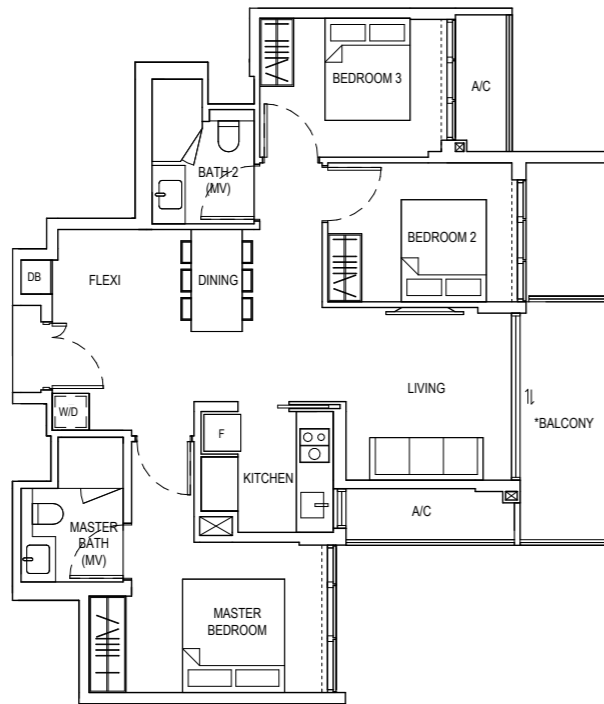 BEDROOM 3
A/C
BATH 2
(MV)
BEDROOM 2
DB
FLEXI
DINING
LIVING
*BALCONY
W/D
F
KITCHEN
A/C
MASTER
BATH
(MV)
MASTER
BEDROOM